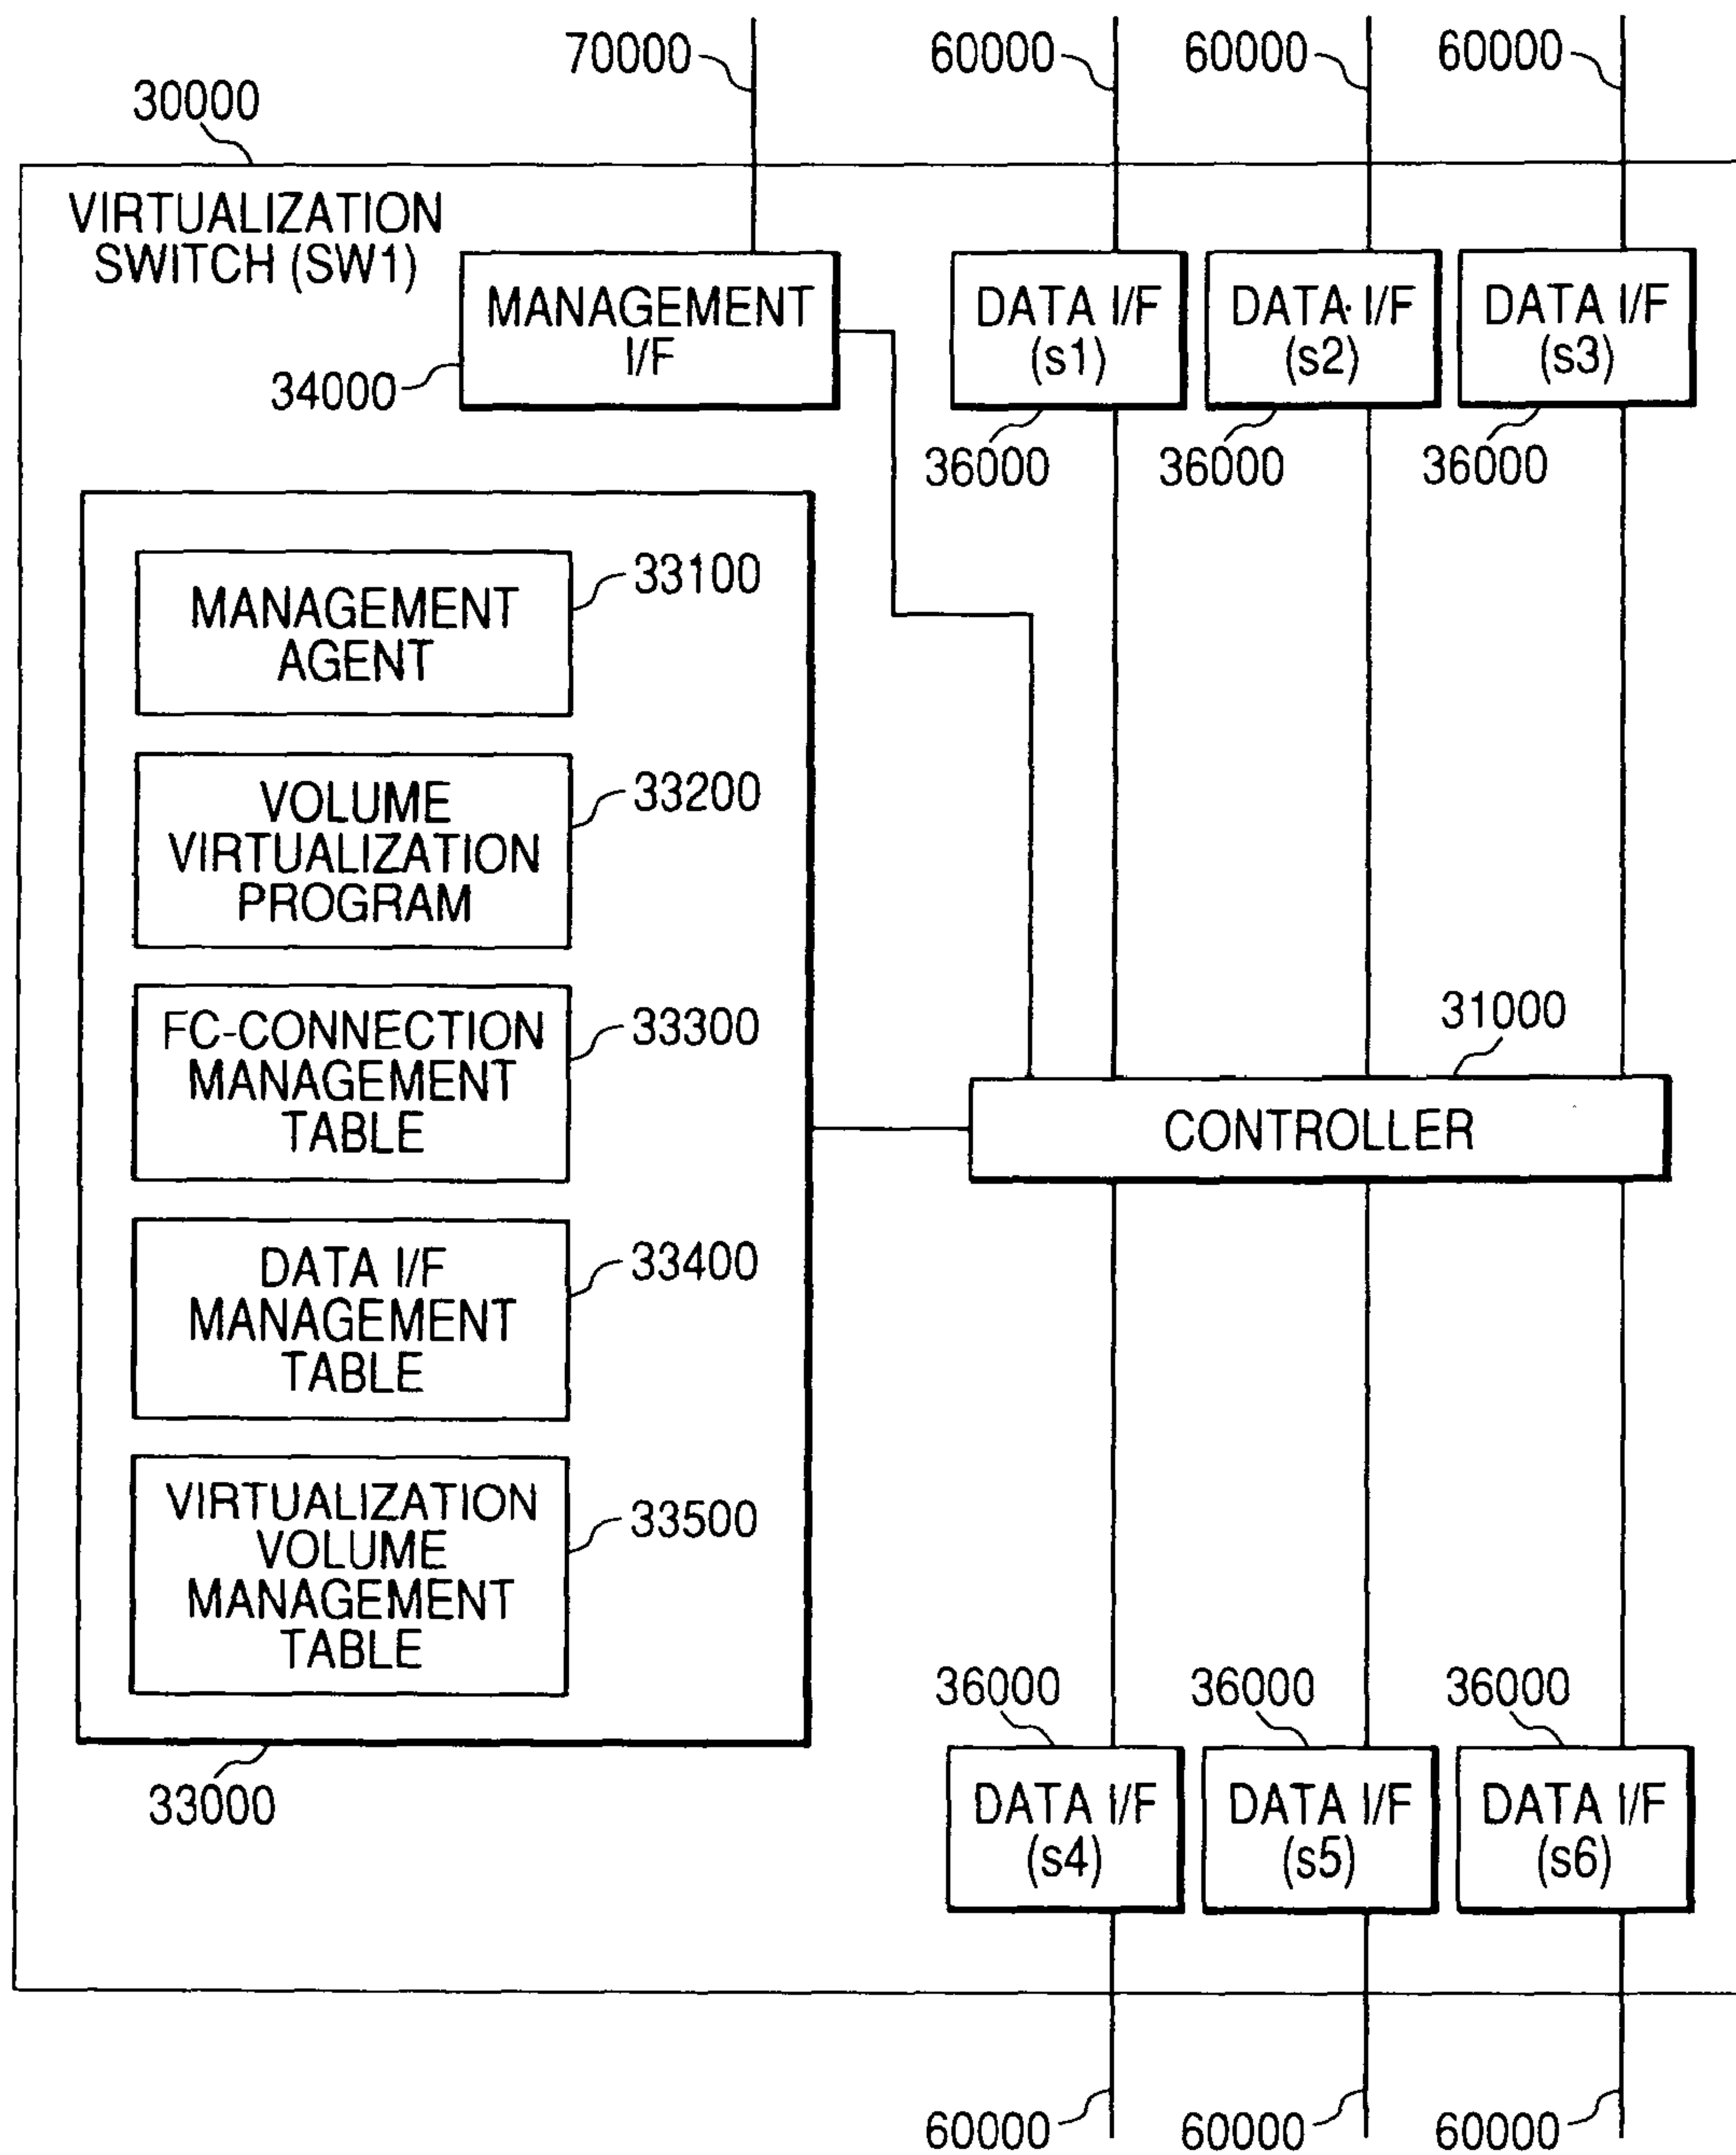 70000
60000
60000
60000
30000
VIRTUALIZATION
SWITCH (SW1)
MANAGEMENT
I/F
34000
DATA I/F
(s1)
DATA I/F
(s2)
DATA I/F
(s3)
36000
36000
36000
MANAGEMENT
AGENT
33100
VOLUME
VIRTUALIZATION
PROGRAM
33200
FC-CONNECTION
MANAGEMENT
TABLE
33300
31000
CONTROLLER
DATA I/F
MANAGEMENT
TABLE
33400
VIRTUALIZATION
VOLUME
MANAGEMENT
TABLE
33500
33000
36000
36000
36000
DATA I/F
(s4)
DATA I/F
(s5)
DATA I/F
(s6)
60000
60000
60000